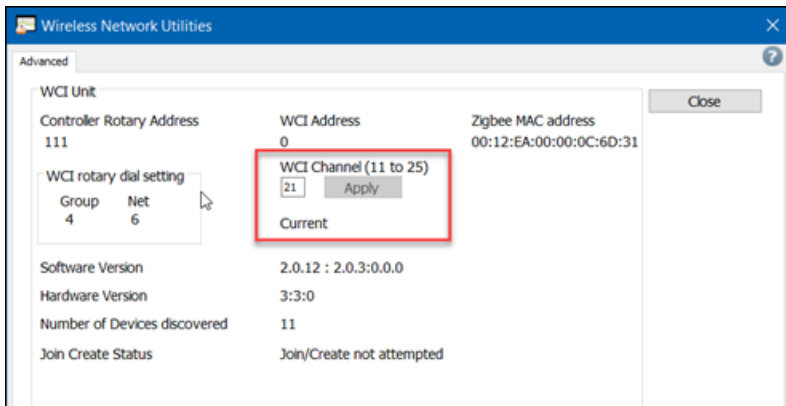 Wireless Network Utilities
Advanced
WCI Unit
Close
Controller Rotary Address WCI Address Zigbee MAC address
111 0 00:12:EA:00:00:0C:6D:31
WCI rotary dial setting
WCI Channel (11 to 25)
21 Apply
Group Net
4 6
Current
Software Version 2.0.12 : 2.0.3:0.0.0
Hardware Version 3:3:0
Number of Devices discovered 11
Join Create Status Join/Create not attempted